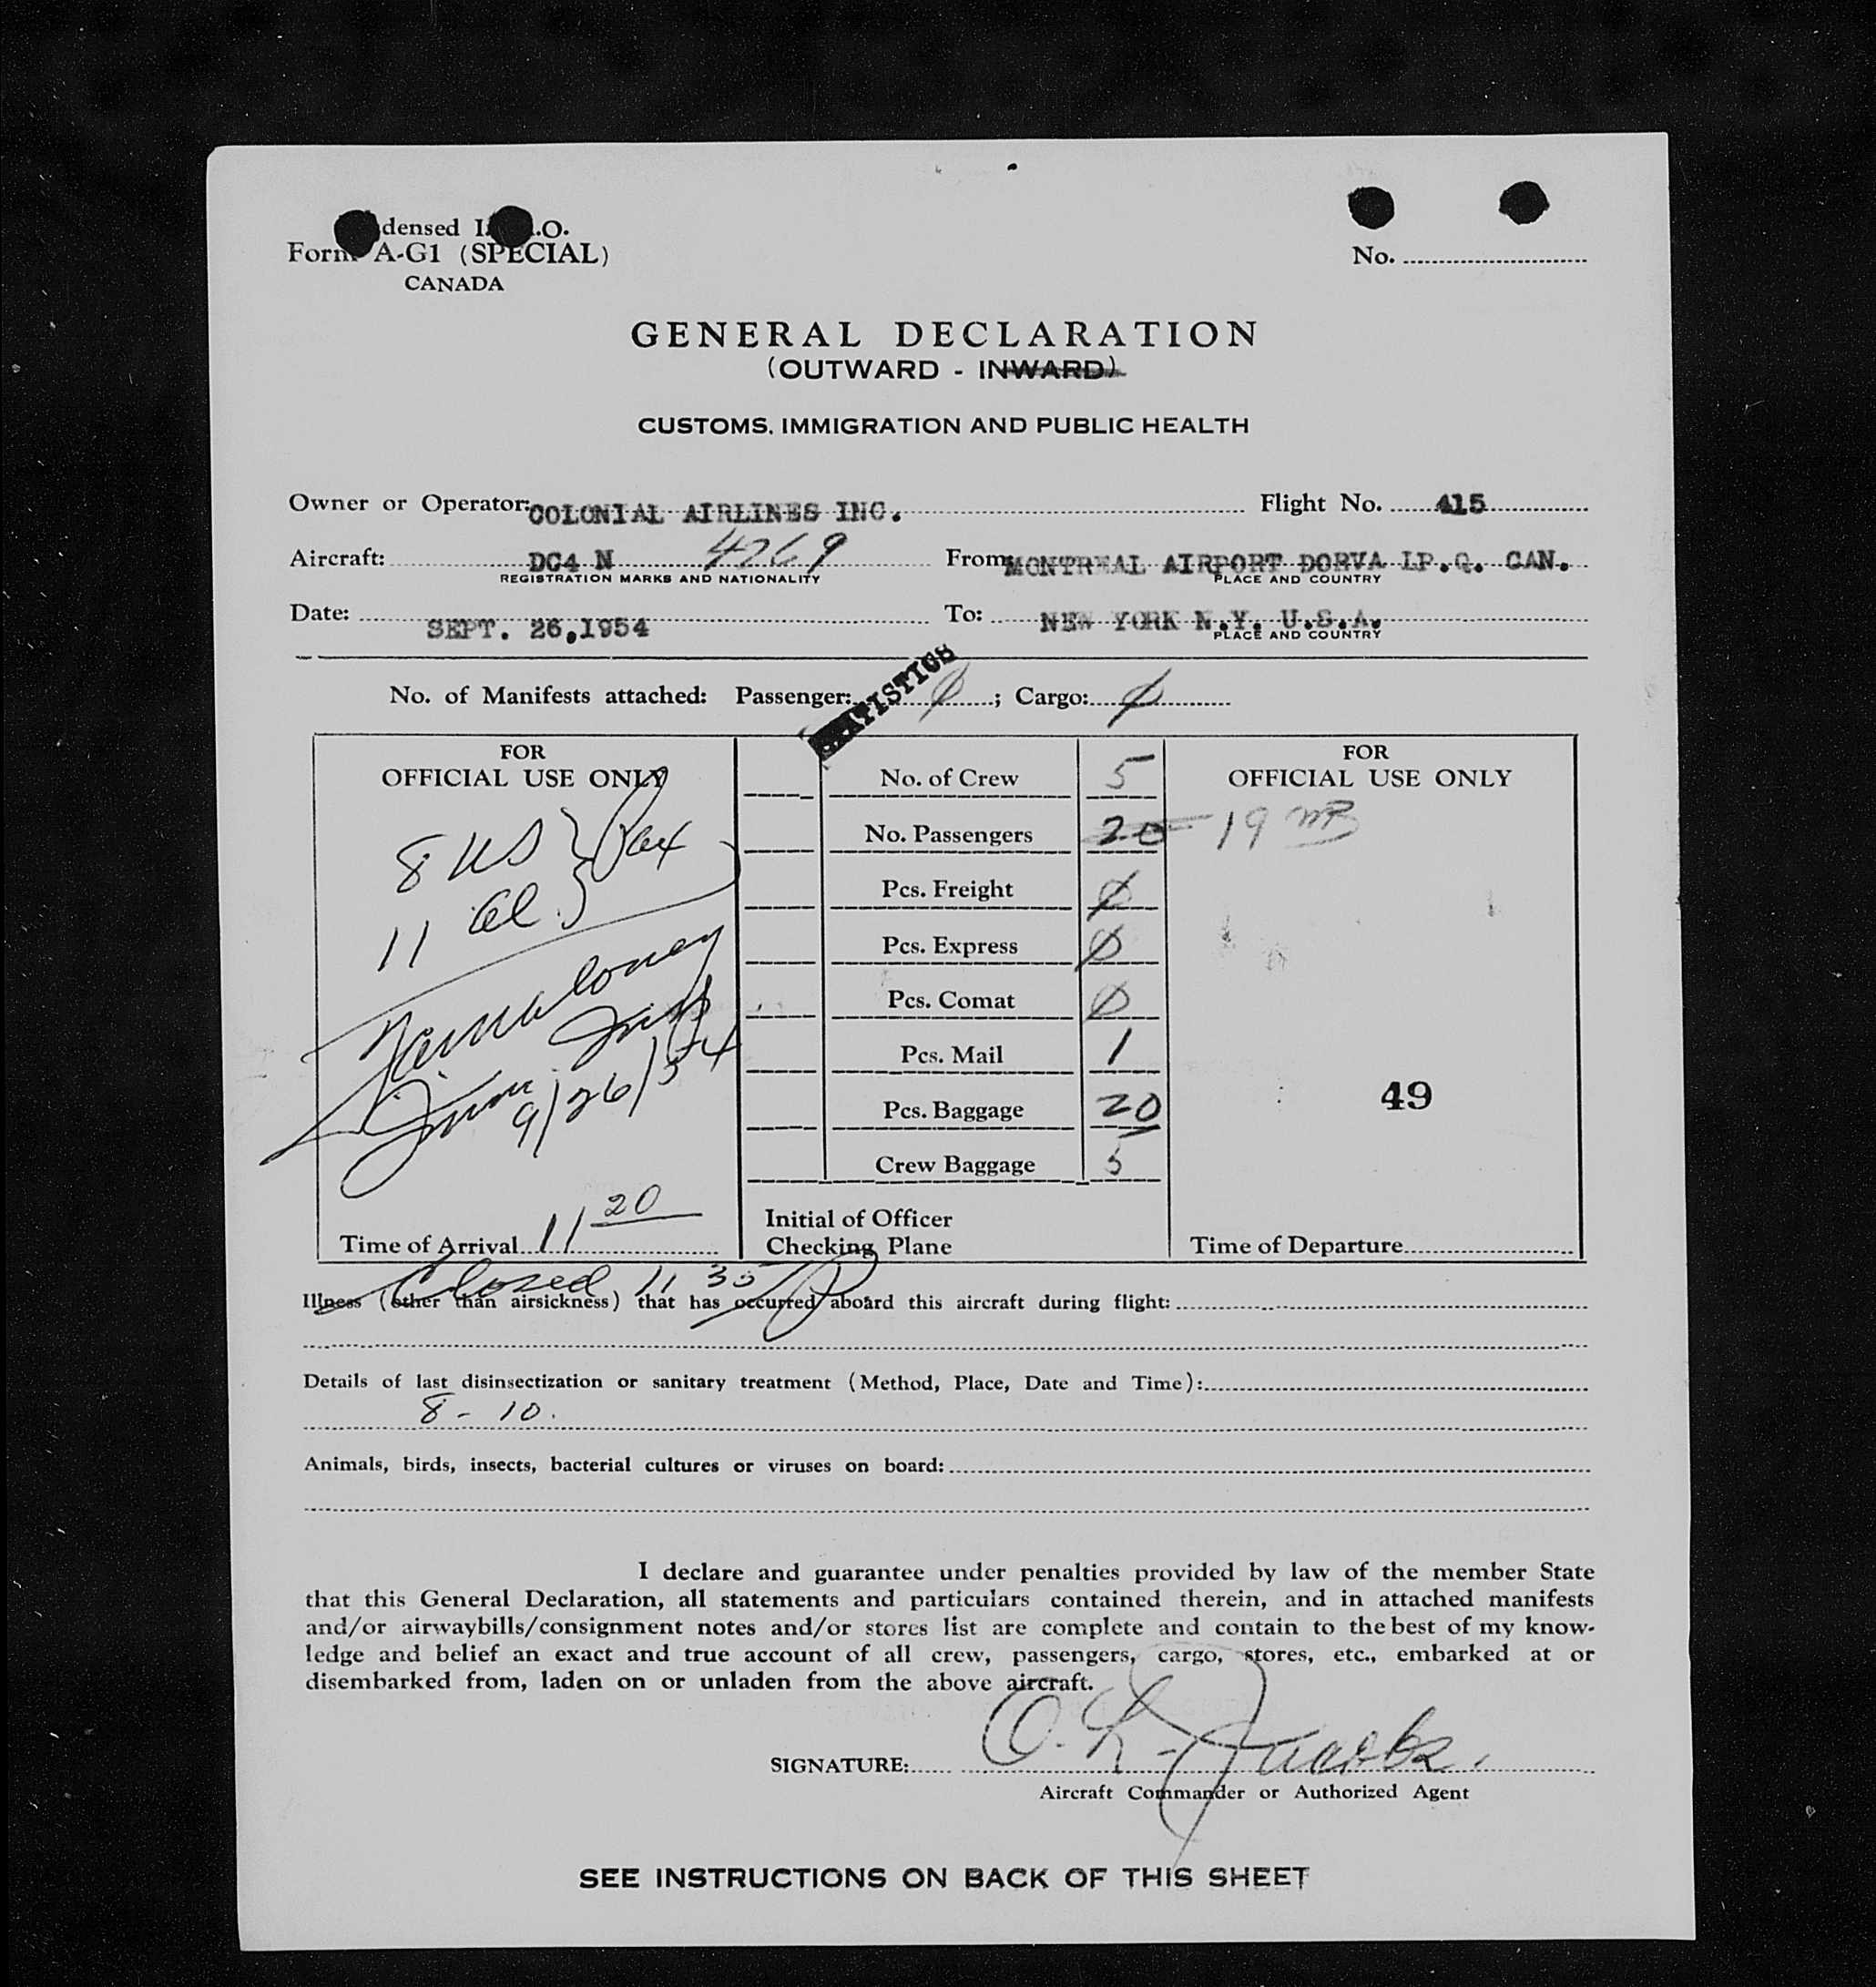 densed I. .O.
Form A-G1 (SPECIAL)
CANADA
No.
GENERAL DECLARATION
(OUTWARD - INWARD)
CUSTOMS, IMMIGRATION AND PUBLIC HEALTH
Owner or Operator: COLONIAL AIRLINES INC. Flight No. 415
Aircraft: DC4 N 4269 From: MONTREAL AIRPORT DORVA LP.Q. CAN.
REGISTRATION MARKS AND NATIONALITY PLACE AND COUNTRY
Date: SEPT. 26,1954 To: NEW YORK N.Y. U.S.A.
PLACE AND COUNTRY
STATISTICS
No. of Manifests attached: Passenger: 0 ; Cargo: 0
FOR
OFFICIAL USE ONLY
8 US } Pax
11 al }
9/26/54
Time of Arrival 11 20
No. of Crew 5
No. Passengers 20 19
Pcs. Freight 0
Pcs. Express 0
Pcs. Comat 0
Pcs. Mail 1
Pcs. Baggage 20
Crew Baggage 5
Initial of Officer
Checking Plane
FOR
OFFICIAL USE ONLY
49
Time of Departure
Closed 11 35
Illness (other than airsickness) that has occurred aboard this aircraft during flight:
Details of last disinsectization or sanitary treatment (Method, Place, Date and Time):
8 - 10.
Animals, birds, insects, bacterial cultures or viruses on board:
I declare and guarantee under penalties provided by law of the member State
that this General Declaration, all statements and particulars contained therein, and in attached manifests
and/or airwaybills/consignment notes and/or stores list are complete and contain to the best of my know-
ledge and belief an exact and true account of all crew, passengers, cargo, stores, etc., embarked at or
disembarked from, laden on or unladen from the above aircraft.
SIGNATURE: O. L. Jacobs.
Aircraft Commander or Authorized Agent
SEE INSTRUCTIONS ON BACK OF THIS SHEET